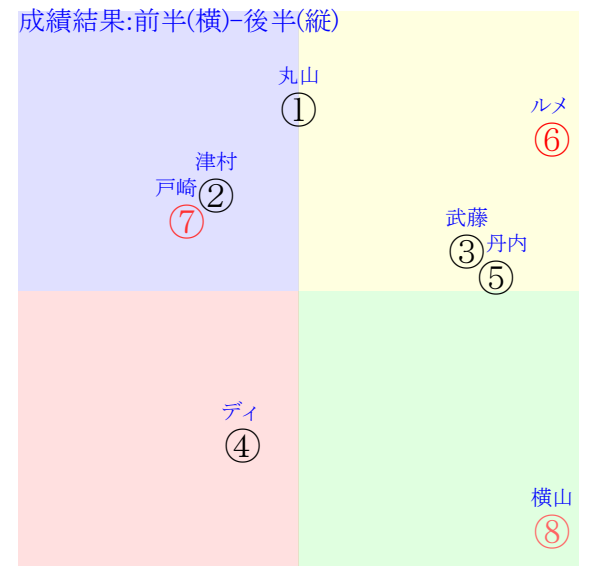 成績結果:前半(横)-後半(縦)
丸山
①
ルメ
⑥
津村
②
戸崎
⑦
武藤
③
丹内
⑤
ディ
④
横山
⑧